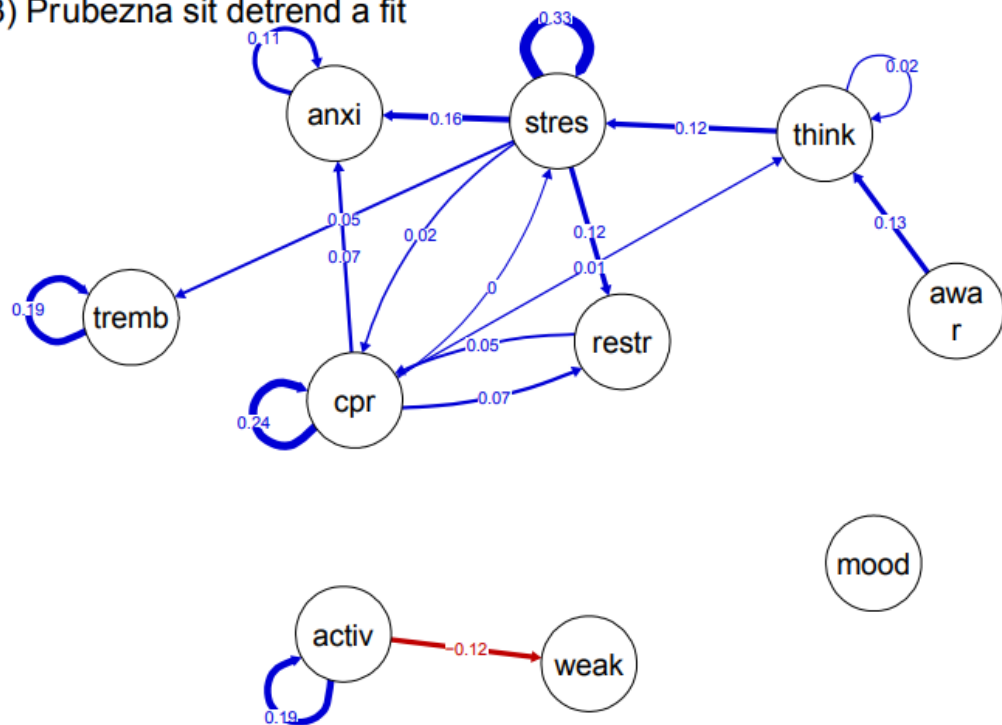 3) Prubezna sit detrend a fit
0.33
0.11
0.02
anxi
0.16
stres
0.12
think
0.05
0.02
0.12
0.13
0.07
0.01
0
awa
r
0.19
tremb
0.05
restr
cpr
0.07
0.24
mood
activ
−0.12
weak
0.19